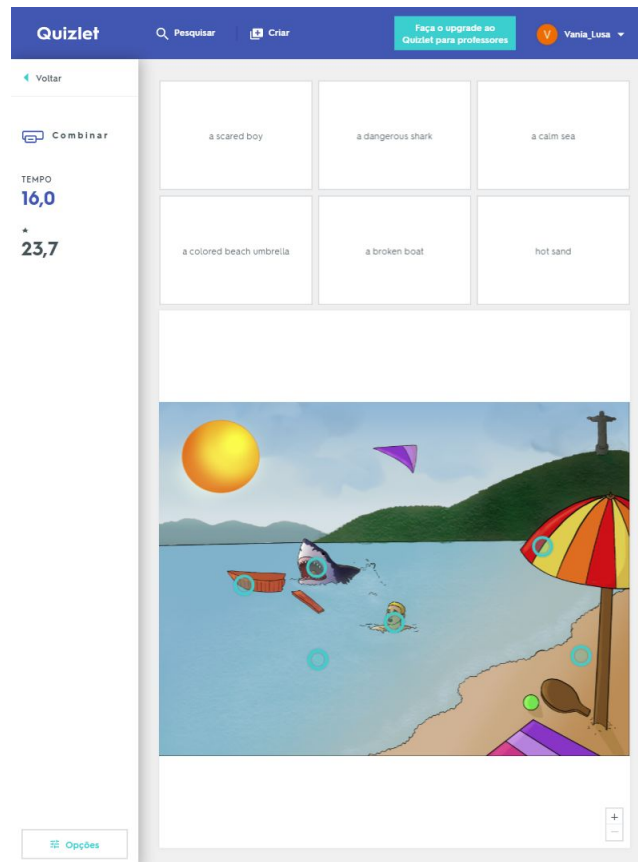 Quizlet
Pesquisar
Criar
Faça o upgrade ao
Quizlet para professores
V
Vania_Lusa
Voltar
Combinar
TEMPO
16,0
23,7
a scared boy
a dangerous shark
a calm sea
a colored beach umbrella
a broken boat
hot sand
+
−
Opções